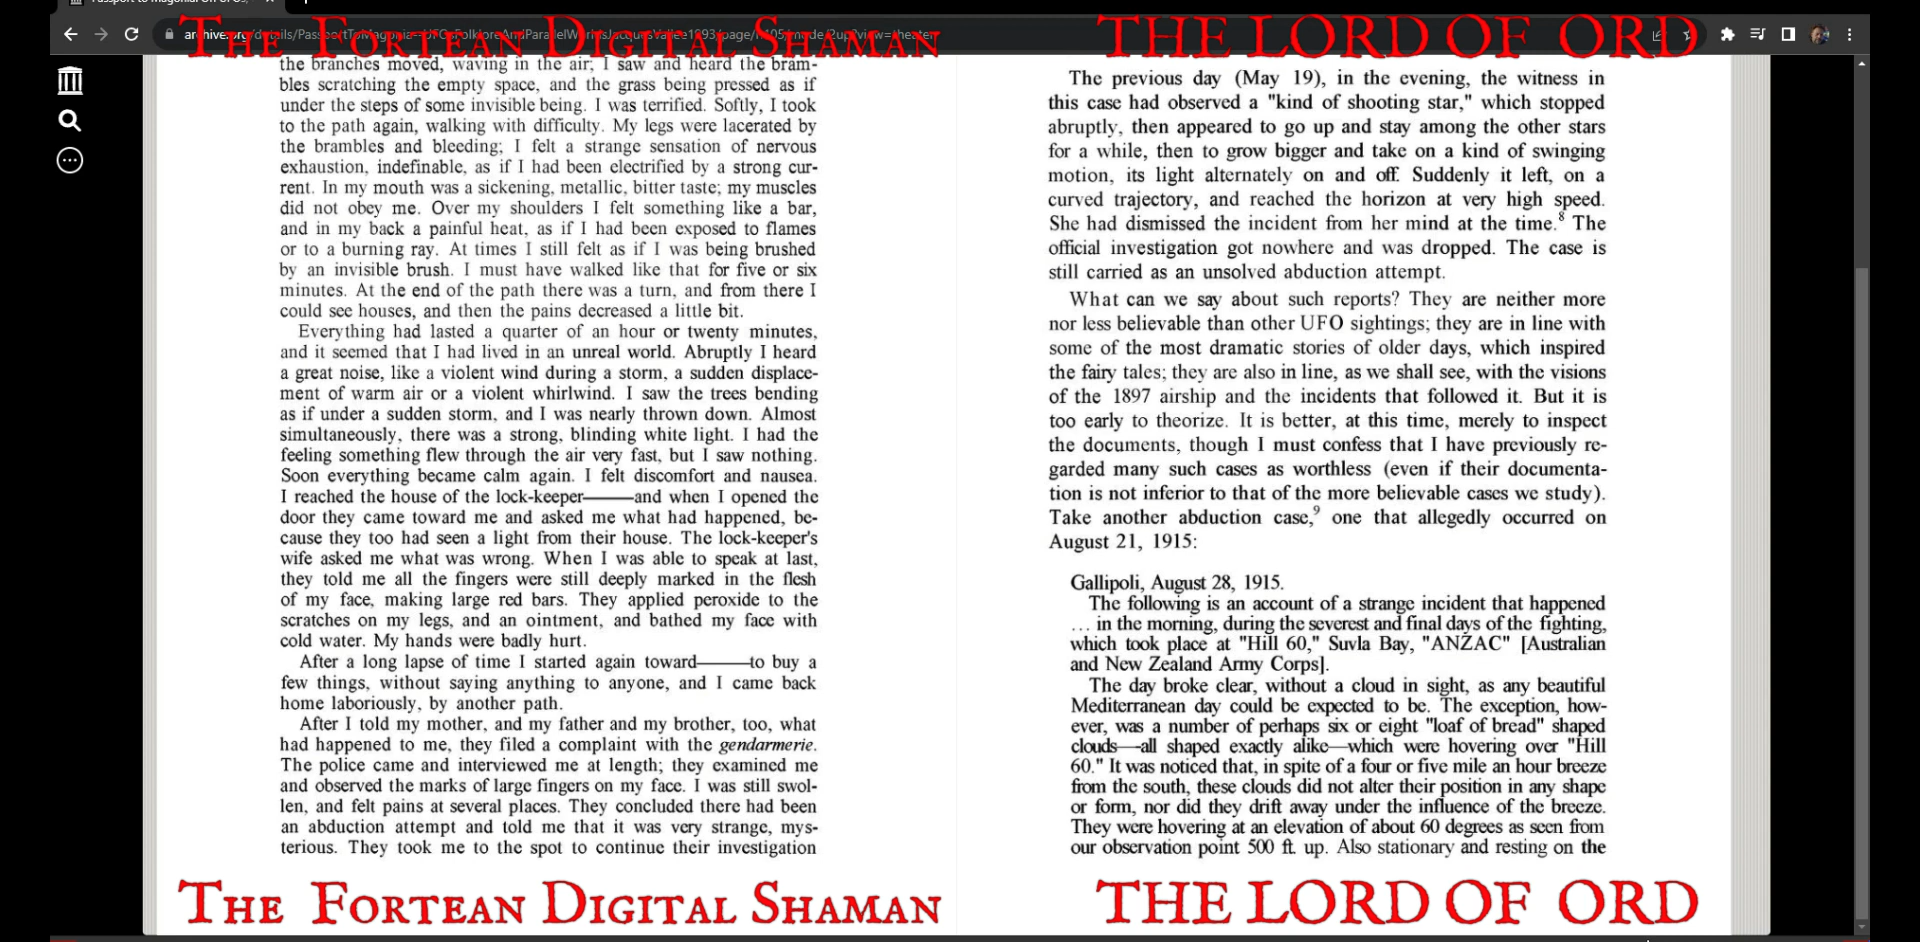 Passport to Magonia: On UFOs,
THE FORTEAN DIGITAL SHAMAN
THE LORD OF ORD
the branches moved, waving in the air; I saw and heard the bram-
bles scratching the empty space, and the grass being pressed as if
under the steps of some invisible being. I was terrified. Softly, I took
to the path again, walking with difficulty. My legs were lacerated by
the brambles and bleeding; I felt a strange sensation of nervous
exhaustion, indefinable, as if I had been electrified by a strong cur-
rent. In my mouth was a sickening, metallic, bitter taste; my muscles
did not obey me. Over my shoulders I felt something like a bar,
and in my back a painful heat, as if I had been exposed to flames
or to a burning ray. At times I still felt as if I was being brushed
by an invisible brush. I must have walked like that for five or six
minutes. At the end of the path there was a turn, and from there I
could see houses, and then the pains decreased a little bit.
Everything had lasted a quarter of an hour or twenty minutes,
and it seemed that I had lived in an unreal world. Abruptly I heard
a great noise, like a violent wind during a storm, a sudden displace-
ment of warm air or a violent whirlwind. I saw the trees bending
as if under a sudden storm, and I was nearly thrown down. Almost
simultaneously, there was a strong, blinding white light. I had the
feeling something flew through the air very fast, but I saw nothing.
Soon everything became calm again. I felt discomfort and nausea.
I reached the house of the lock-keeper——and when I opened the
door they came toward me and asked me what had happened, be-
cause they too had seen a light from their house. The lock-keeper's
wife asked me what was wrong. When I was able to speak at last,
they told me all the fingers were still deeply marked in the flesh
of my face, making large red bars. They applied peroxide to the
scratches on my legs, and an ointment, and bathed my face with
cold water. My hands were badly hurt.
After a long lapse of time I started again toward——to buy a
few things, without saying anything to anyone, and I came back
home laboriously, by another path.
After I told my mother, and my father and my brother, too, what
had happened to me, they filed a complaint with the gendarmerie.
The police came and interviewed me at length; they examined me
and observed the marks of large fingers on my face. I was still swol-
len, and felt pains at several places. They concluded there had been
an abduction attempt and told me that it was very strange, mys-
terious. They took me to the spot to continue their investigation
The previous day (May 19), in the evening, the witness in
this case had observed a "kind of shooting star," which stopped
abruptly, then appeared to go up and stay among the other stars
for a while, then to grow bigger and take on a kind of swinging
motion, its light alternately on and off. Suddenly it left, on a
curved trajectory, and reached the horizon at very high speed.
She had dismissed the incident from her mind at the time.8 The
official investigation got nowhere and was dropped. The case is
still carried as an unsolved abduction attempt.
What can we say about such reports? They are neither more
nor less believable than other UFO sightings; they are in line with
some of the most dramatic stories of older days, which inspired
the fairy tales; they are also in line, as we shall see, with the visions
of the 1897 airship and the incidents that followed it. But it is
too early to theorize. It is better, at this time, merely to inspect
the documents, though I must confess that I have previously re-
garded many such cases as worthless (even if their documenta-
tion is not inferior to that of the more believable cases we study).
Take another abduction case,9 one that allegedly occurred on
August 21, 1915:
Gallipoli, August 28, 1915.
The following is an account of a strange incident that happened
... in the morning, during the severest and final days of the fighting,
which took place at "Hill 60," Suvla Bay, "ANZAC" [Australian
and New Zealand Army Corps].
The day broke clear, without a cloud in sight, as any beautiful
Mediterranean day could be expected to be. The exception, how-
ever, was a number of perhaps six or eight "loaf of bread" shaped
clouds—all shaped exactly alike—which were hovering over "Hill
60." It was noticed that, in spite of a four or five mile an hour breeze
from the south, these clouds did not alter their position in any shape
or form, nor did they drift away under the influence of the breeze.
They were hovering at an elevation of about 60 degrees as seen from
our observation point 500 ft. up. Also stationary and resting on the
THE FORTEAN DIGITAL SHAMAN
THE LORD OF ORD